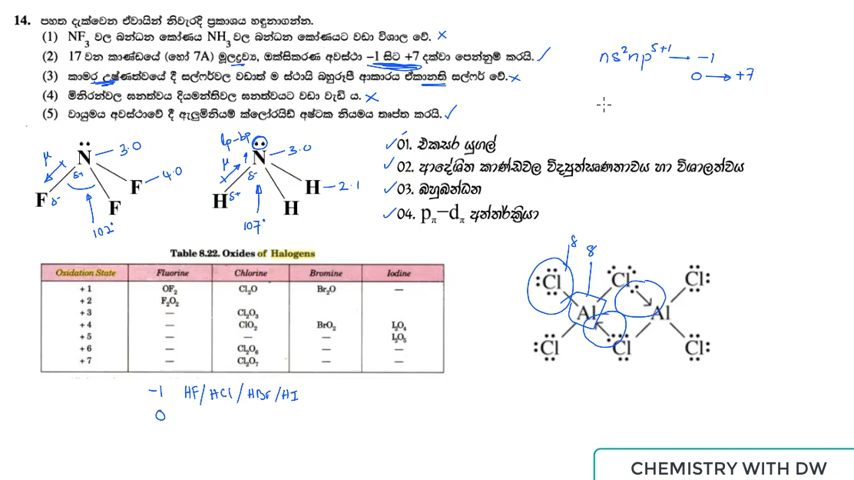 14. පහත දැක්වෙන ඒවායින් නිවැරදි ප්‍රකාශය හඳුනාගන්න.
(1) NF3 වල බන්ධන කෝණය NH3 වල බන්ධන කෝණයට වඩා විශාල වේ. ×
(2) 17 වන කාණ්ඩයේ (හෝ 7A) මූලද්‍රව්‍ය, ඔක්සිකරණ අවස්ථා –1 සිට +7 දක්වා පෙන්නුම් කරයි. ✓
(3) කාමර උෂ්ණත්වයේ දී සල්ෆර්වල වඩාත් ම ස්ථායි බහුරූපී ආකාරය ඒකානති සල්ෆර් වේ. ×
(4) මිනිරන්වල ඝනත්වය දියමන්තිවල ඝනත්වයට වඩා වැඩි ය. ×
(5) වායුමය අවස්ථාවේ දී ඇලුමිනියම් ක්ලෝරයිඩ් අෂ්ටක නියමය තෘප්ත කරයි. ✓
ns2np5+1 → -1
0 → +7
N 3.0
μ
δ+
F δ-
F
F 4.0
102°
lp-bp
μ
N 3.0
δ-
H δ+
H
H 2.1
107°
✓01. එකසර යුගල්
✓02. ආදේශිත කාණ්ඩවල විද්‍යුත්සෘණතාවය හා විශාලත්වය
✓03. බහුබන්ධන
✓04. pπ–dπ අන්තර්ක්‍රියා
Table 8.22. Oxides of Halogens
Oxidation State Fluorine Chlorine Bromine Iodine
+ 1 OF2 Cl2O Br2O —
+ 2 F2O2
+ 3 — Cl2O3
+ 4 — ClO2 BrO2 I2O4
+ 5 — — — I2O5
+ 6 — Cl2O6 — —
+ 7 — Cl2O7 — —
-1 HF/HCl/HBr/HI
0
8
8
:Cl Cl Cl:
Al Al
:Cl Cl Cl:
CHEMISTRY WITH DW